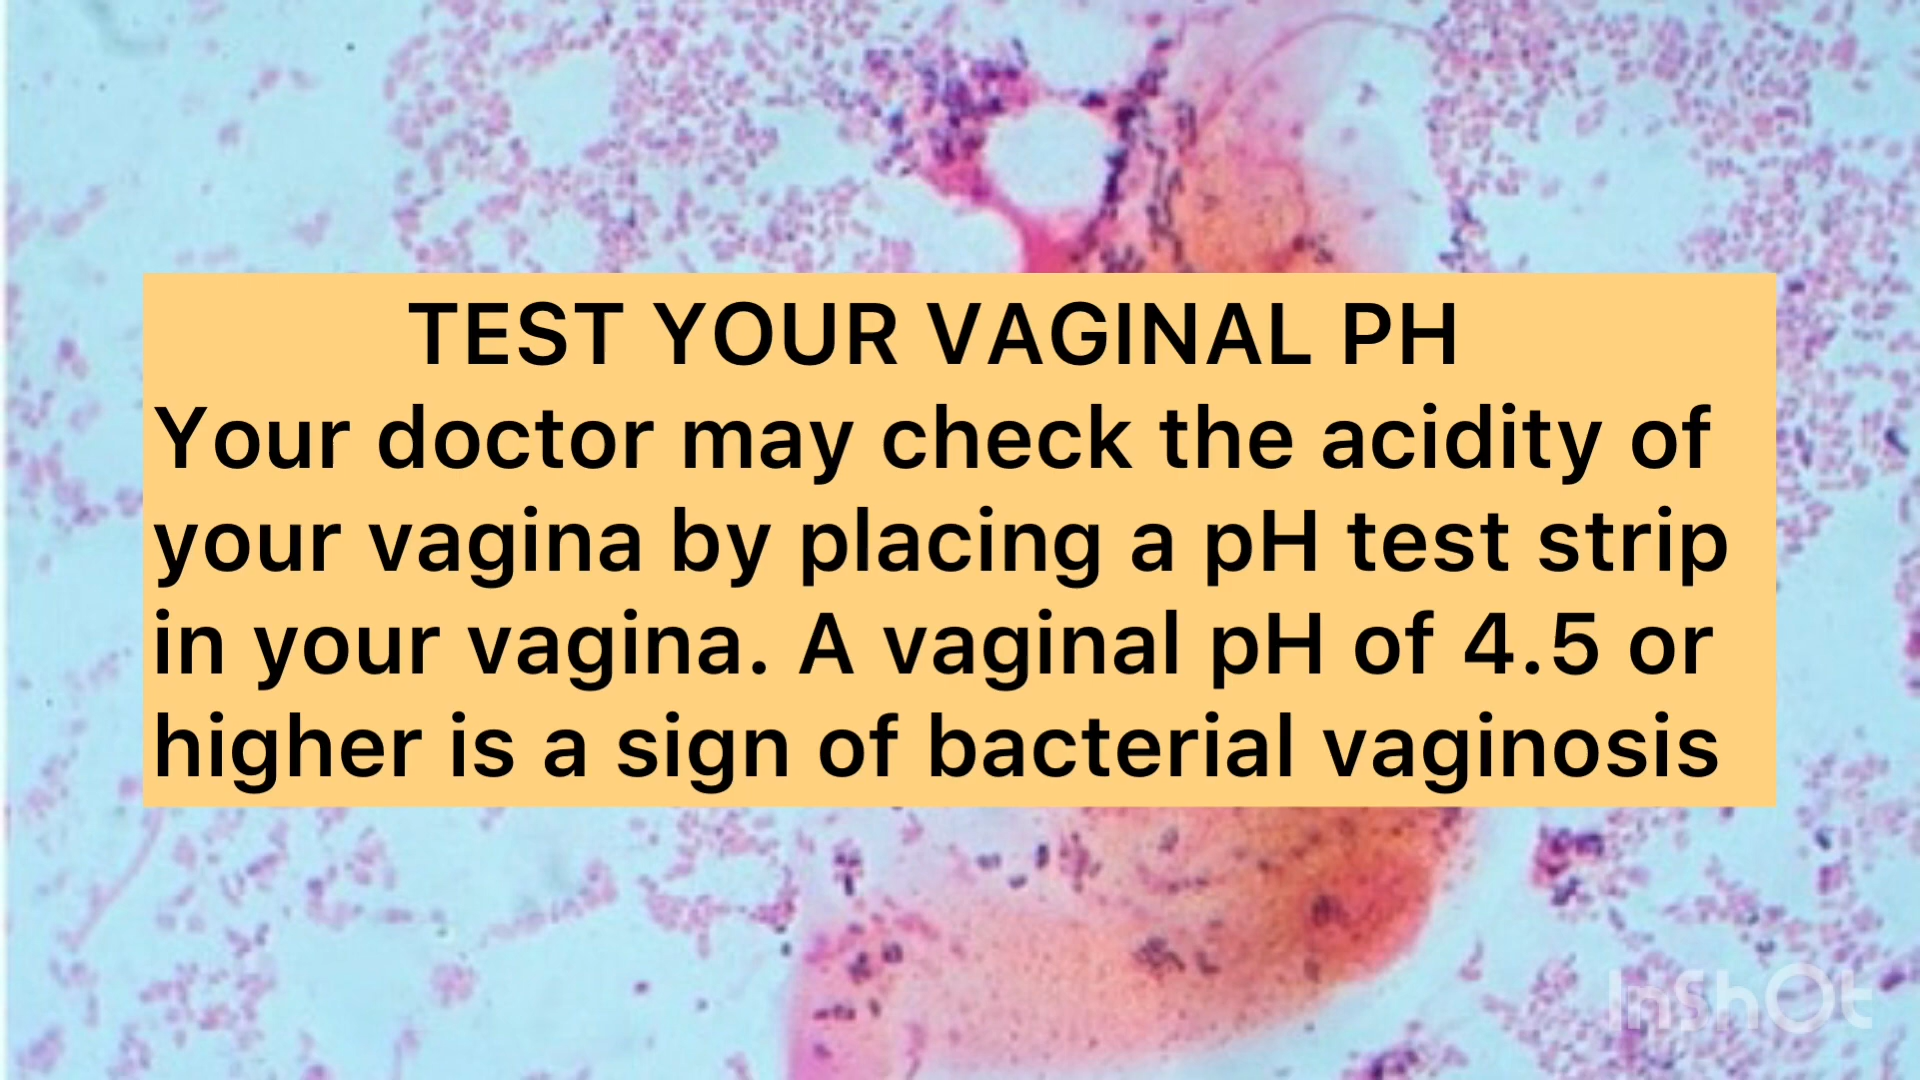 TEST YOUR VAGINAL PH
Your doctor may check the acidity of
your vagina by placing a pH test strip
in your vagina. A vaginal pH of 4.5 or
higher is a sign of bacterial vaginosis
InShOt